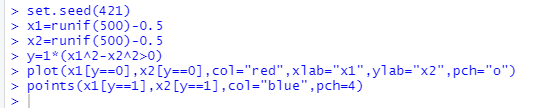 > set.seed(421)
> x1=runif(500)-0.5
> x2=runif(500)-0.5
> y=1*(x1^2-x2^2>0)
> plot(x1[y==0],x2[y==0],col="red",xlab="x1",ylab="x2",pch="o")
> points(x1[y==1],x2[y==1],col="blue",pch=4)
>